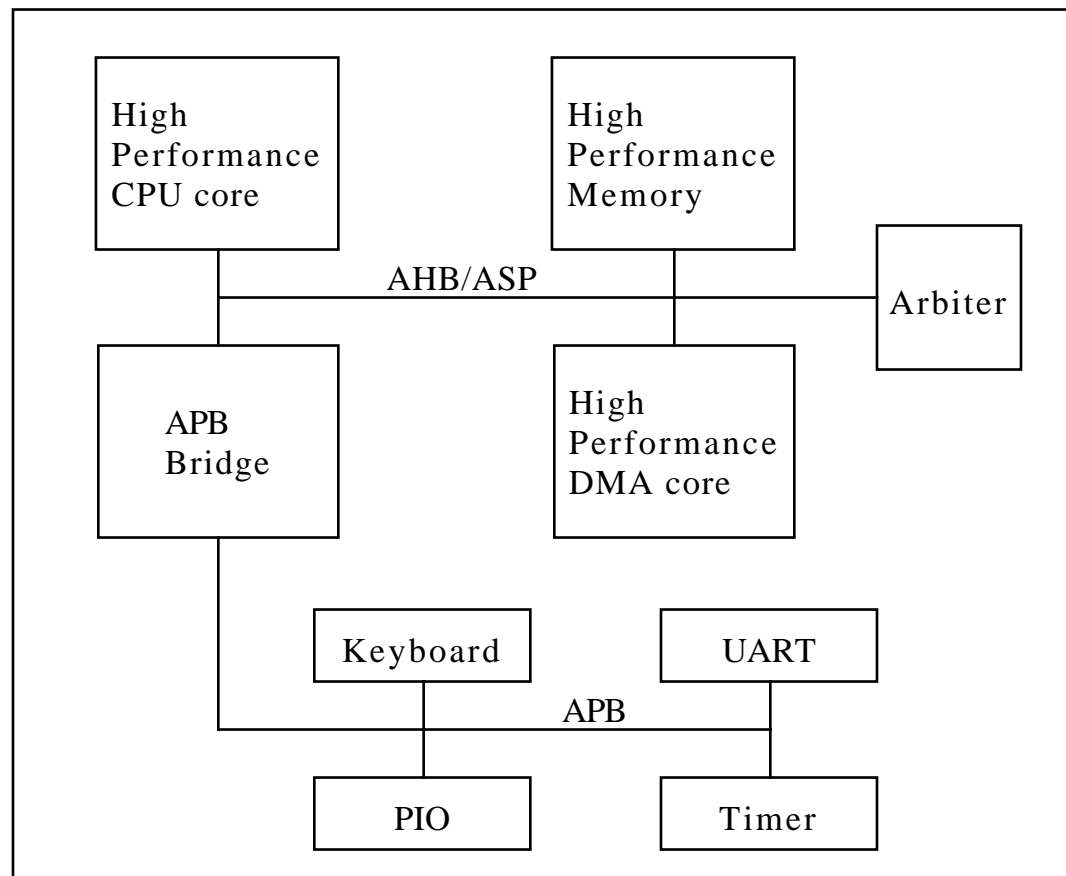 High
Performance
CPU core
High
Performance
Memory
AHB/ASP
Arbiter
APB
Bridge
High
Performance
DMA core
Keyboard
UART
APB
PIO
Timer